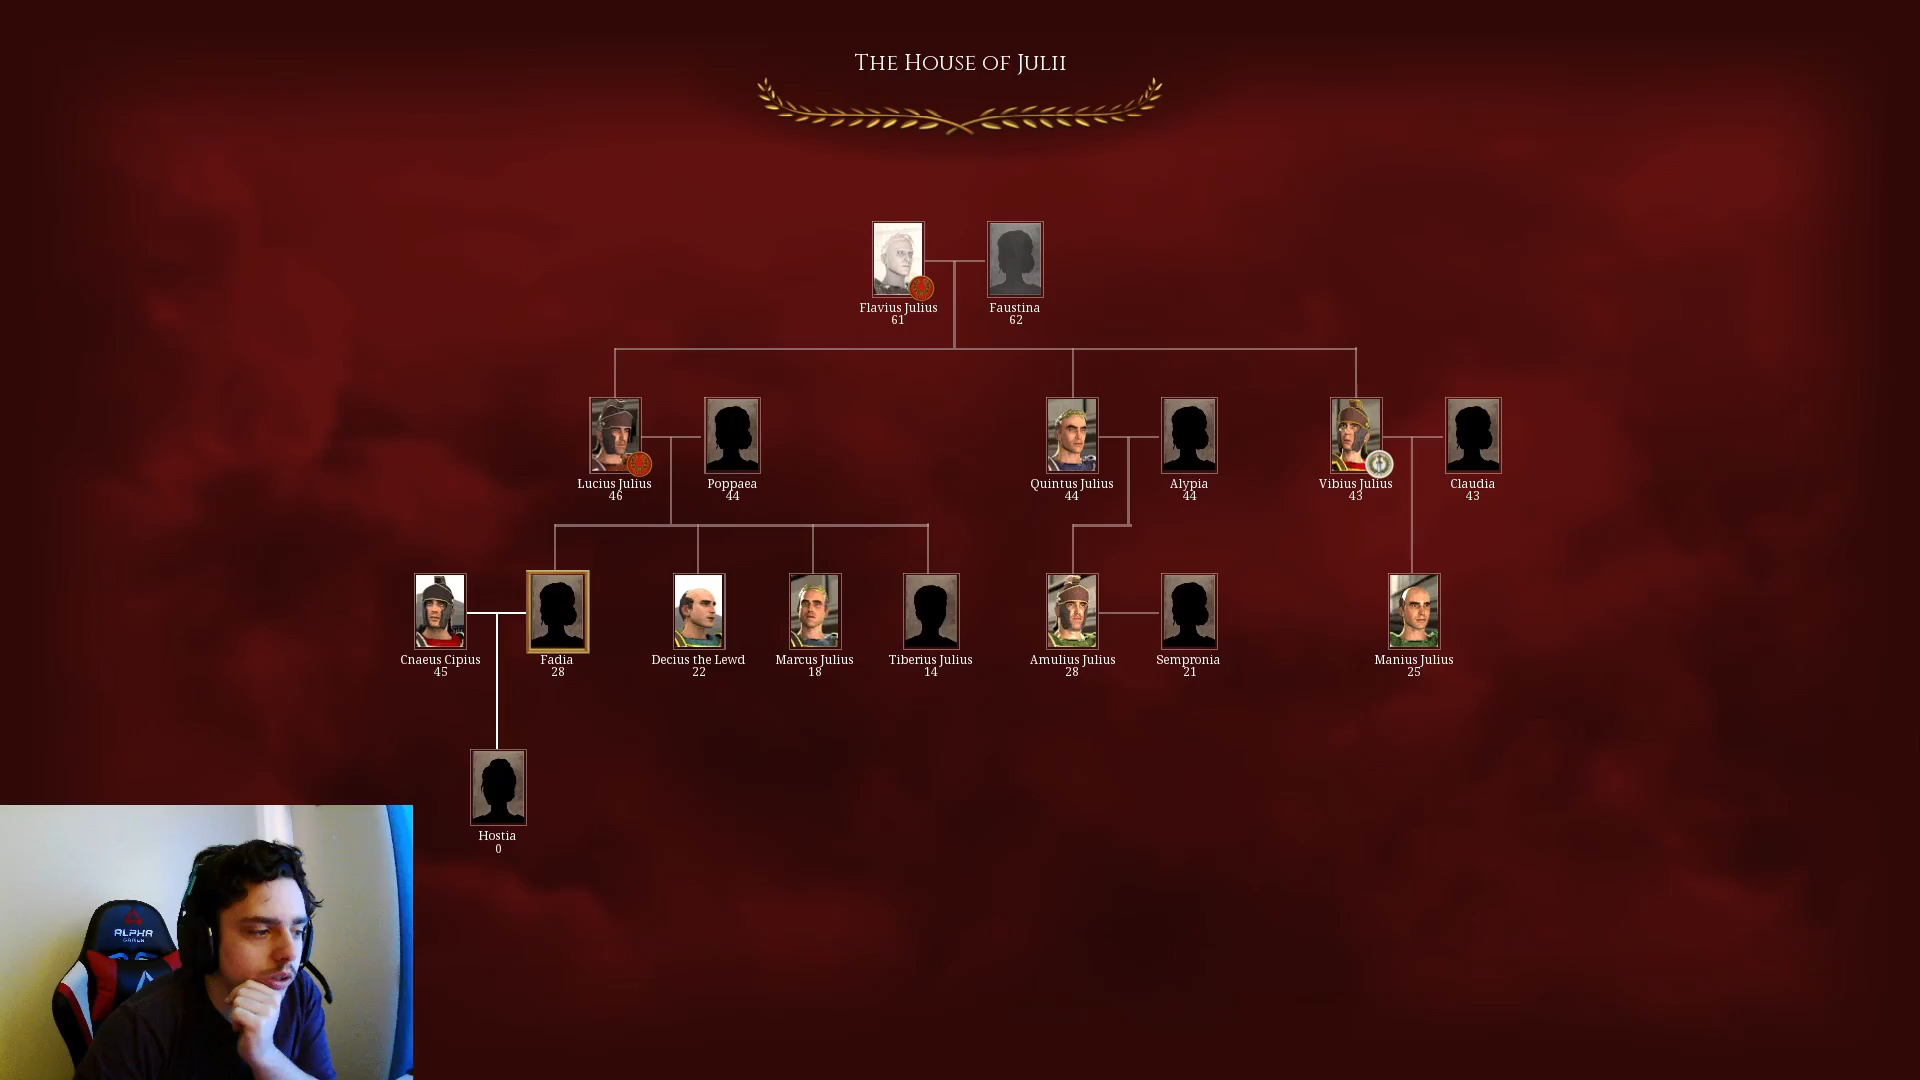 The House of Julii
Flavius Julius
61
Faustina
62
Lucius Julius
46
Poppaea
44
Quintus Julius
44
Alypia
44
Vibius Julius
43
Claudia
43
Cnaeus Cipius
45
Fadia
28
Decius the Lewd
22
Marcus Julius
18
Tiberius Julius
14
Amulius Julius
28
Sempronia
21
Manius Julius
25
Hostia
0
ALPHA
GAMER